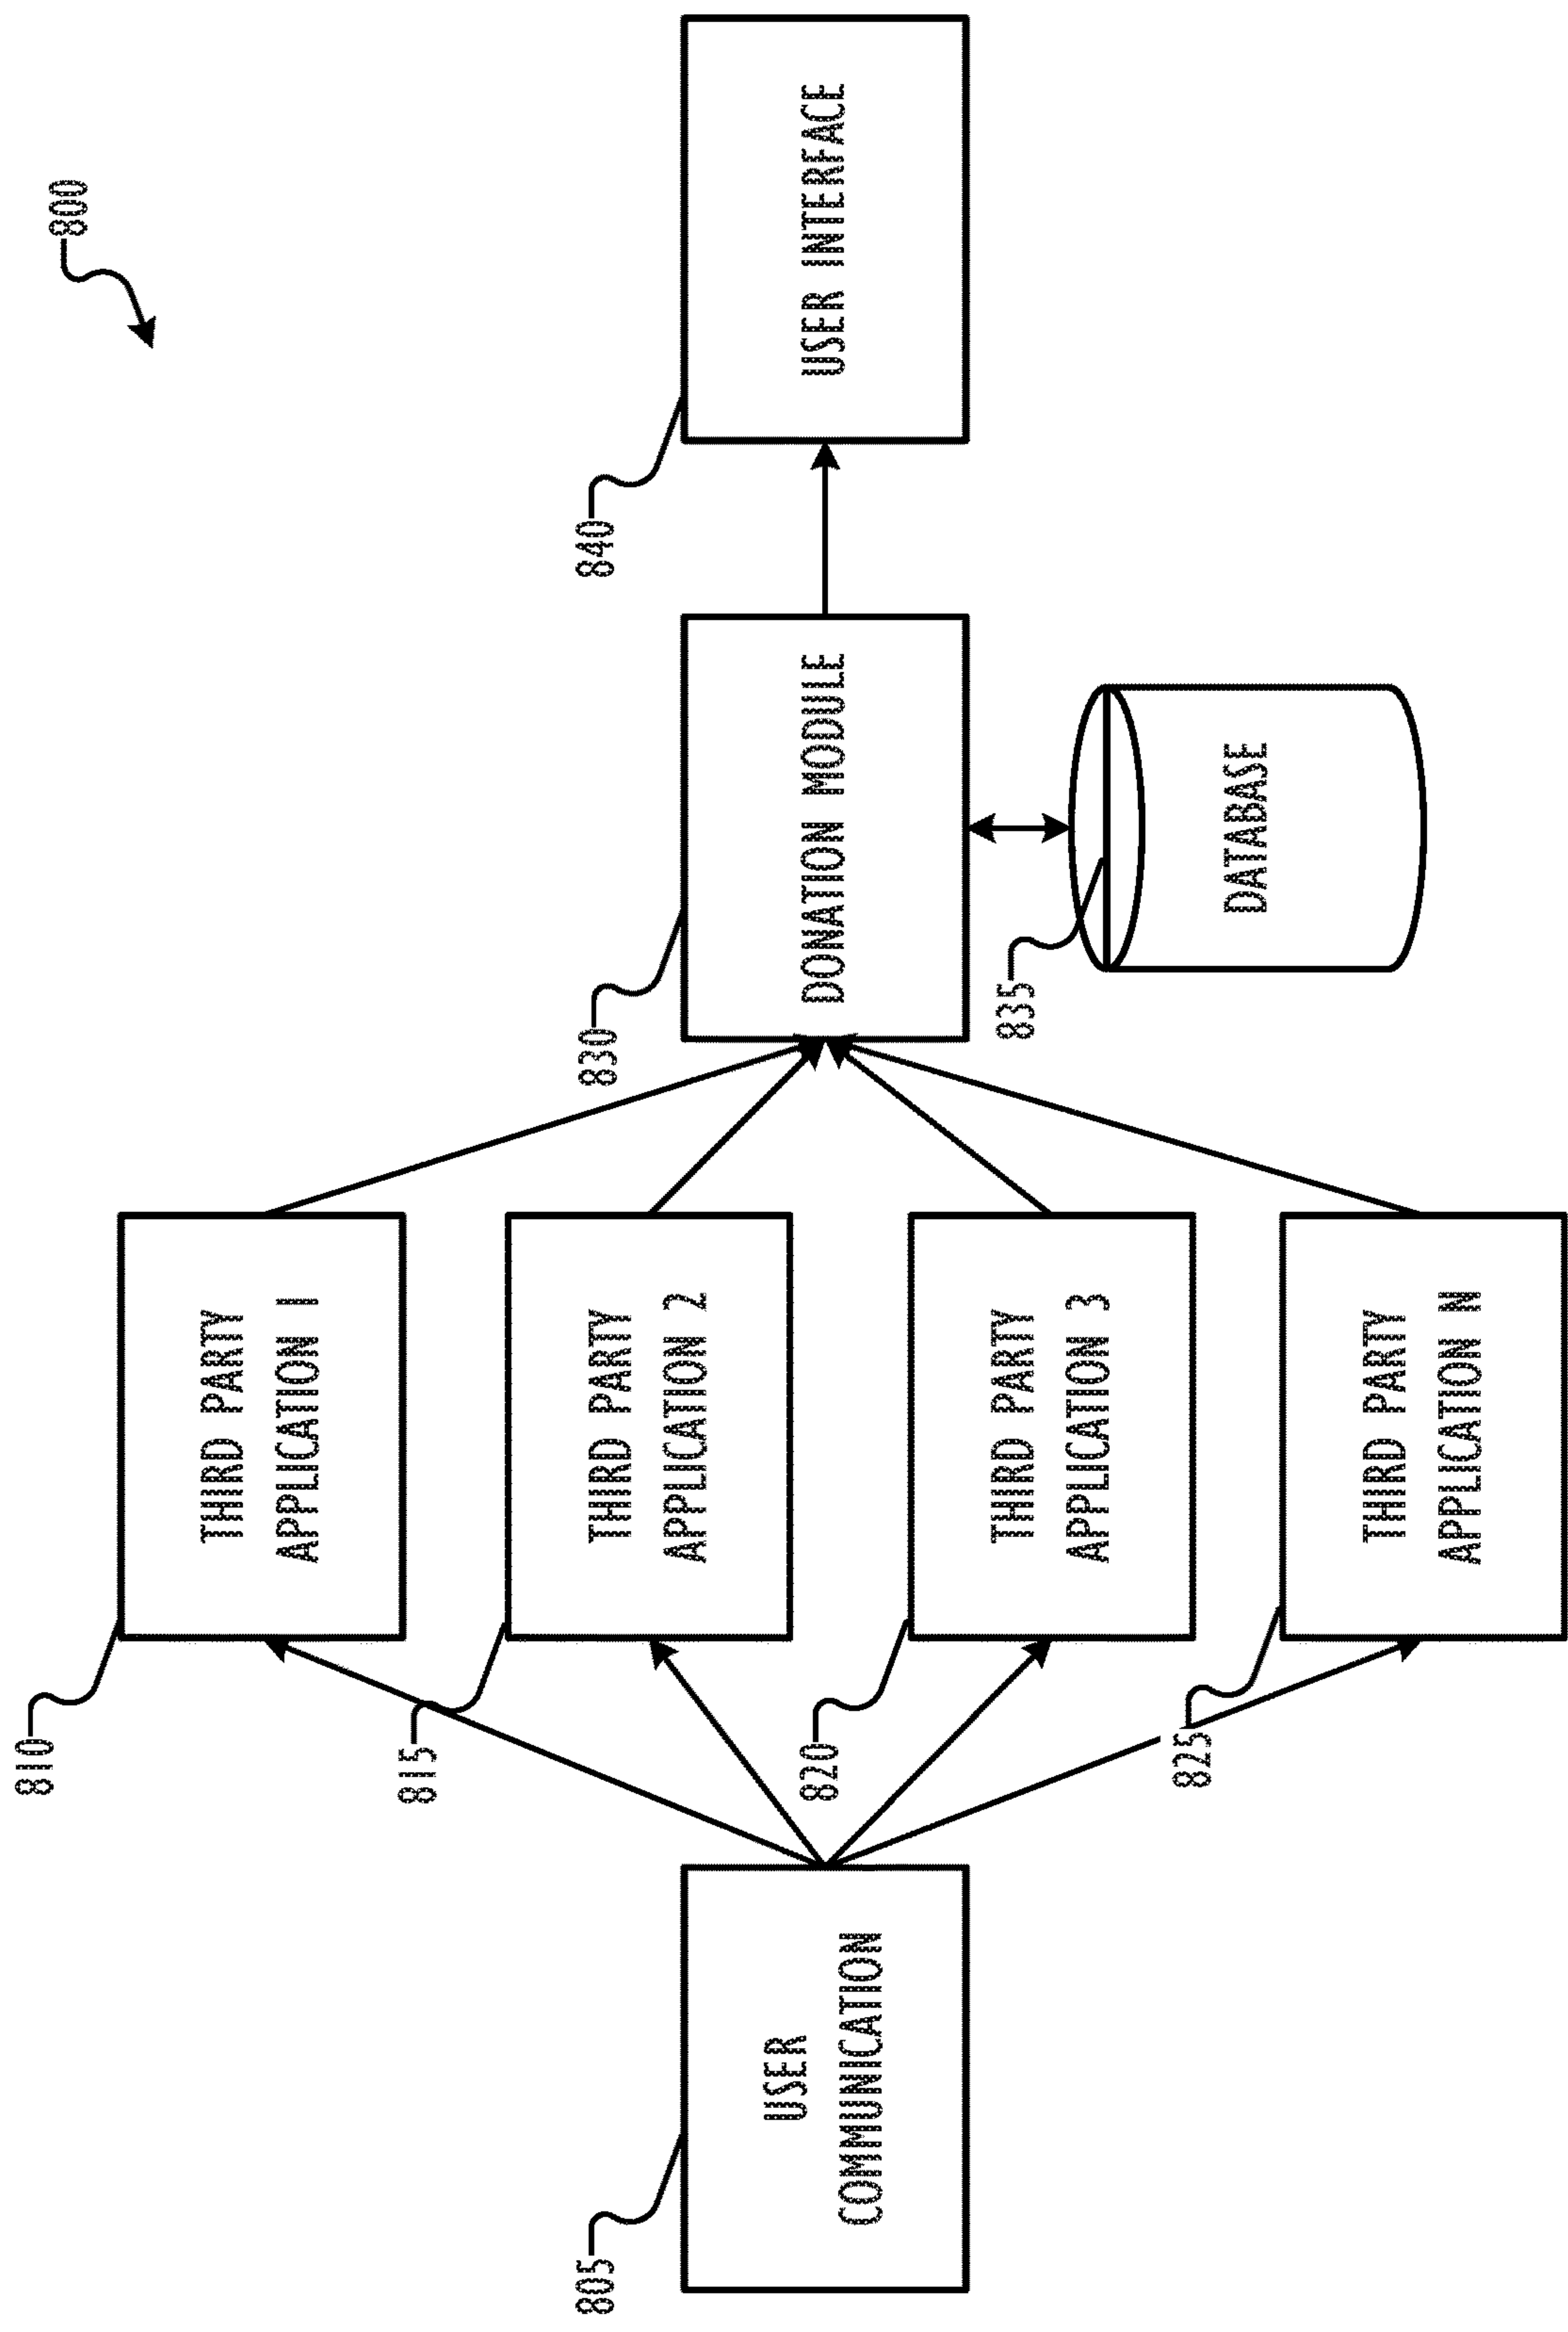 800
810
THIRD PARTY
APPLICATION 1
815
THIRD PARTY
APPLICATION 2
805
USER
COMMUNICATION
830
DONATION MODULE
840
USER INTERFACE
820
THIRD PARTY
APPLICATION 3
835
DATABASE
825
THIRD PARTY
APPLICATION N